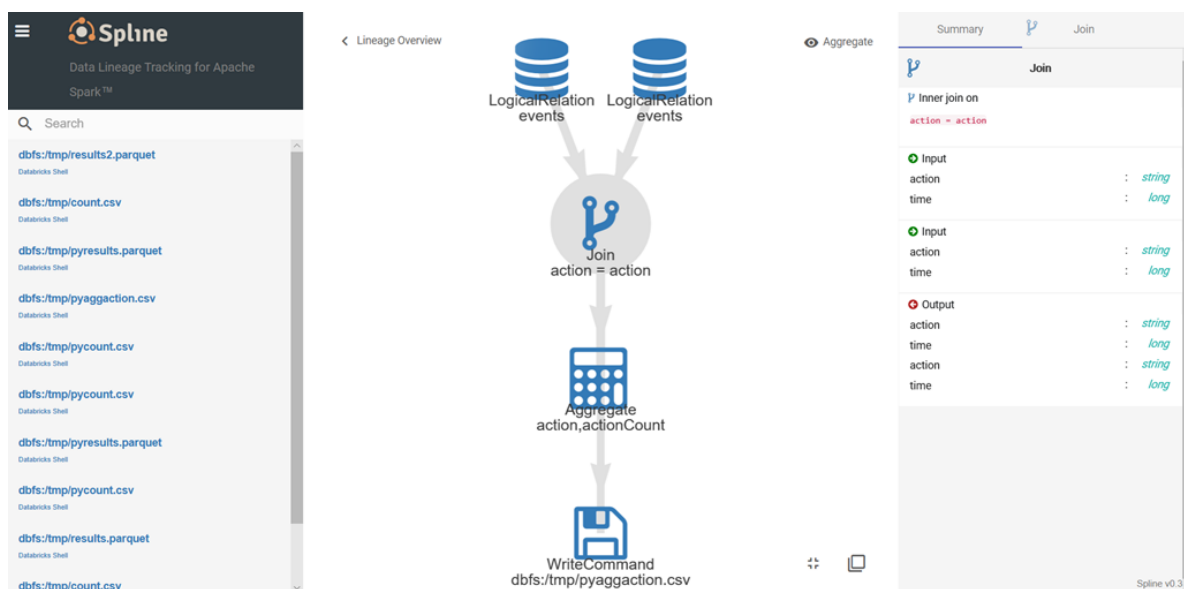 Spline
Data Lineage Tracking for Apache
Spark™
Search
dbfs:/tmp/results2.parquet
Databricks Shell
dbfs:/tmp/count.csv
Databricks Shell
dbfs:/tmp/pyresults.parquet
Databricks Shell
dbfs:/tmp/pyaggaction.csv
Databricks Shell
dbfs:/tmp/pycount.csv
Databricks Shell
dbfs:/tmp/pycount.csv
Databricks Shell
dbfs:/tmp/pyresults.parquet
Databricks Shell
dbfs:/tmp/pycount.csv
Databricks Shell
dbfs:/tmp/results.parquet
Databricks Shell
dbfs:/tmp/count.csv
Lineage Overview
Aggregate
LogicalRelation LogicalRelation
events events
Join
action = action
Aggregate
action,actionCount
WriteCommand
dbfs:/tmp/pyaggaction.csv
Summary Join
Join
Inner join on
action = action
Input
action : string
time : long
Input
action : string
time : long
Output
action : string
time : long
action : string
time : long
Spline v0.3